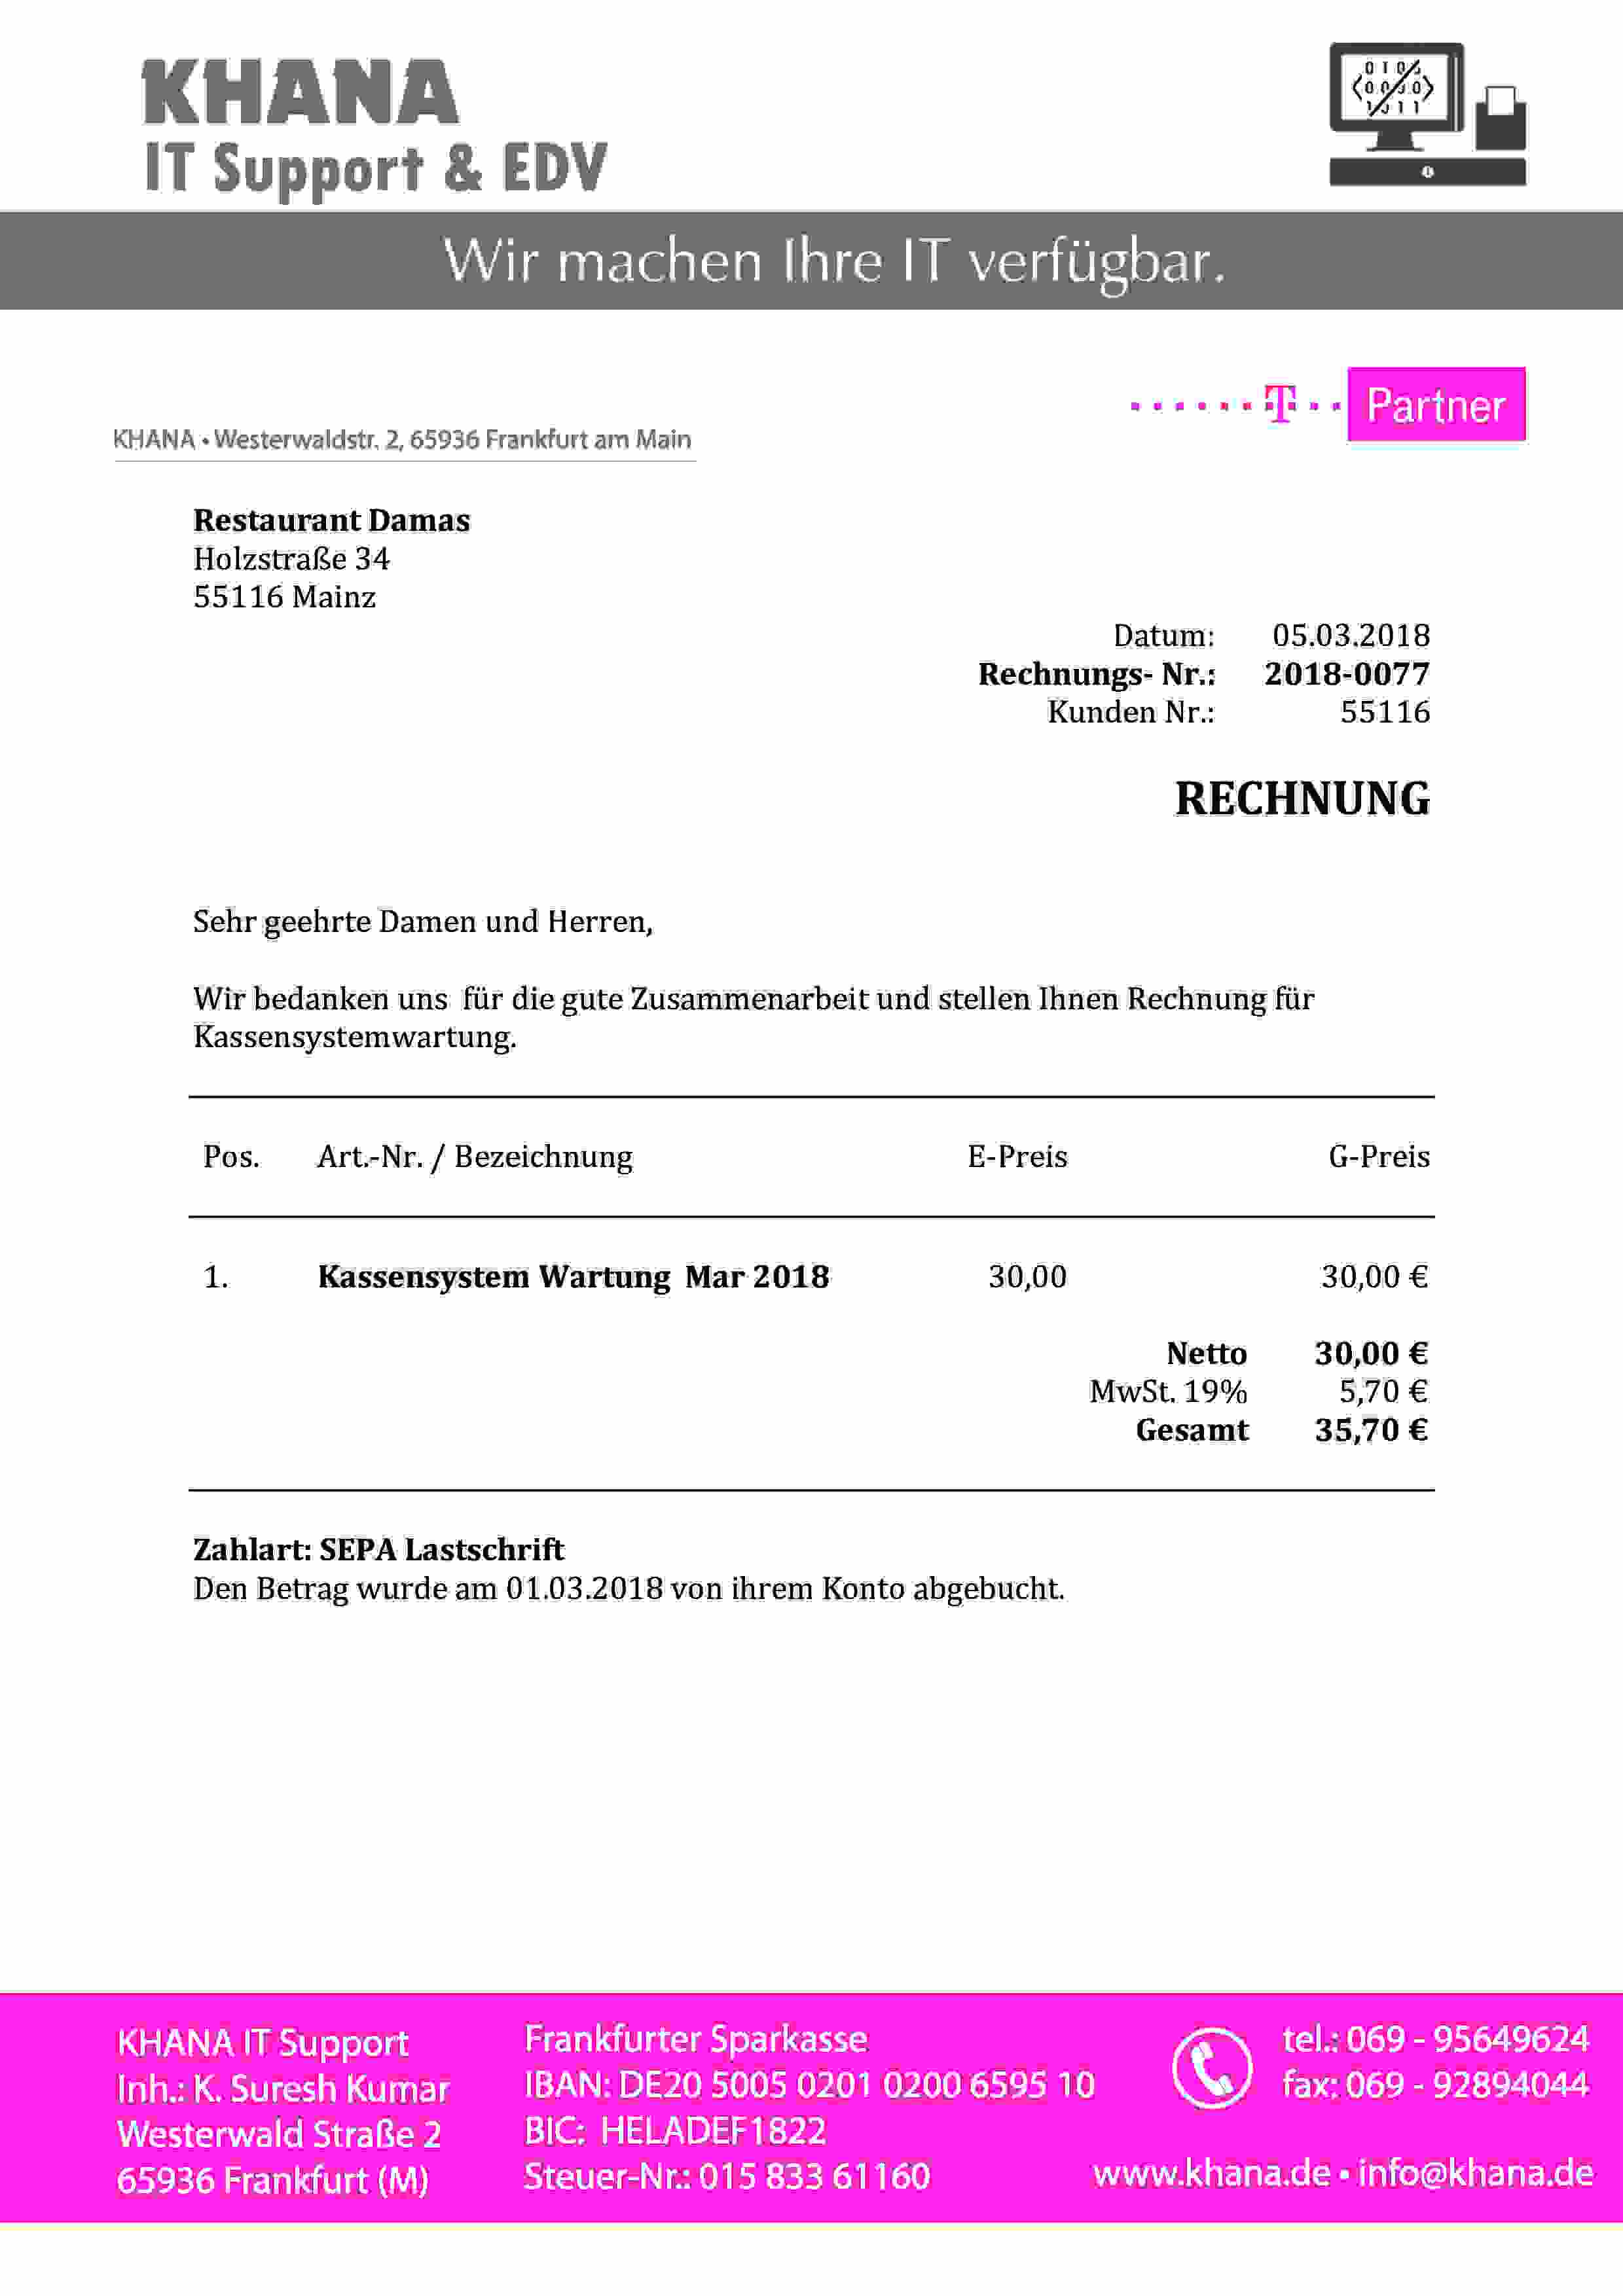 KHANA
IT Support & EDV
Wir machen Ihre IT verfügbar.
T Partner
KHANA • Westerwaldstr. 2, 65936 Frankfurt am Main
Restaurant Damas
Holzstraße 34
55116 Mainz
Datum: 05.03.2018
Rechnungs- Nr.: 2018-0077
Kunden Nr.: 55116
RECHNUNG
Sehr geehrte Damen und Herren,
Wir bedanken uns für die gute Zusammenarbeit und stellen Ihnen Rechnung für
Kassensystemwartung.
Pos. Art.-Nr. / Bezeichnung E-Preis G-Preis
1. Kassensystem Wartung Mar 2018 30,00 30,00 €
Netto 30,00 €
MwSt. 19% 5,70 €
Gesamt 35,70 €
Zahlart: SEPA Lastschrift
Den Betrag wurde am 01.03.2018 von ihrem Konto abgebucht.
KHANA IT Support
Inh.: K. Suresh Kumar
Westerwald Straße 2
65936 Frankfurt (M)
Frankfurter Sparkasse
IBAN: DE20 5005 0201 0200 6595 10
BIC: HELADEF1822
Steuer-Nr.: 015 833 61160
tel.: 069 - 95649624
fax: 069 - 92894044
www.khana.de • info@khana.de